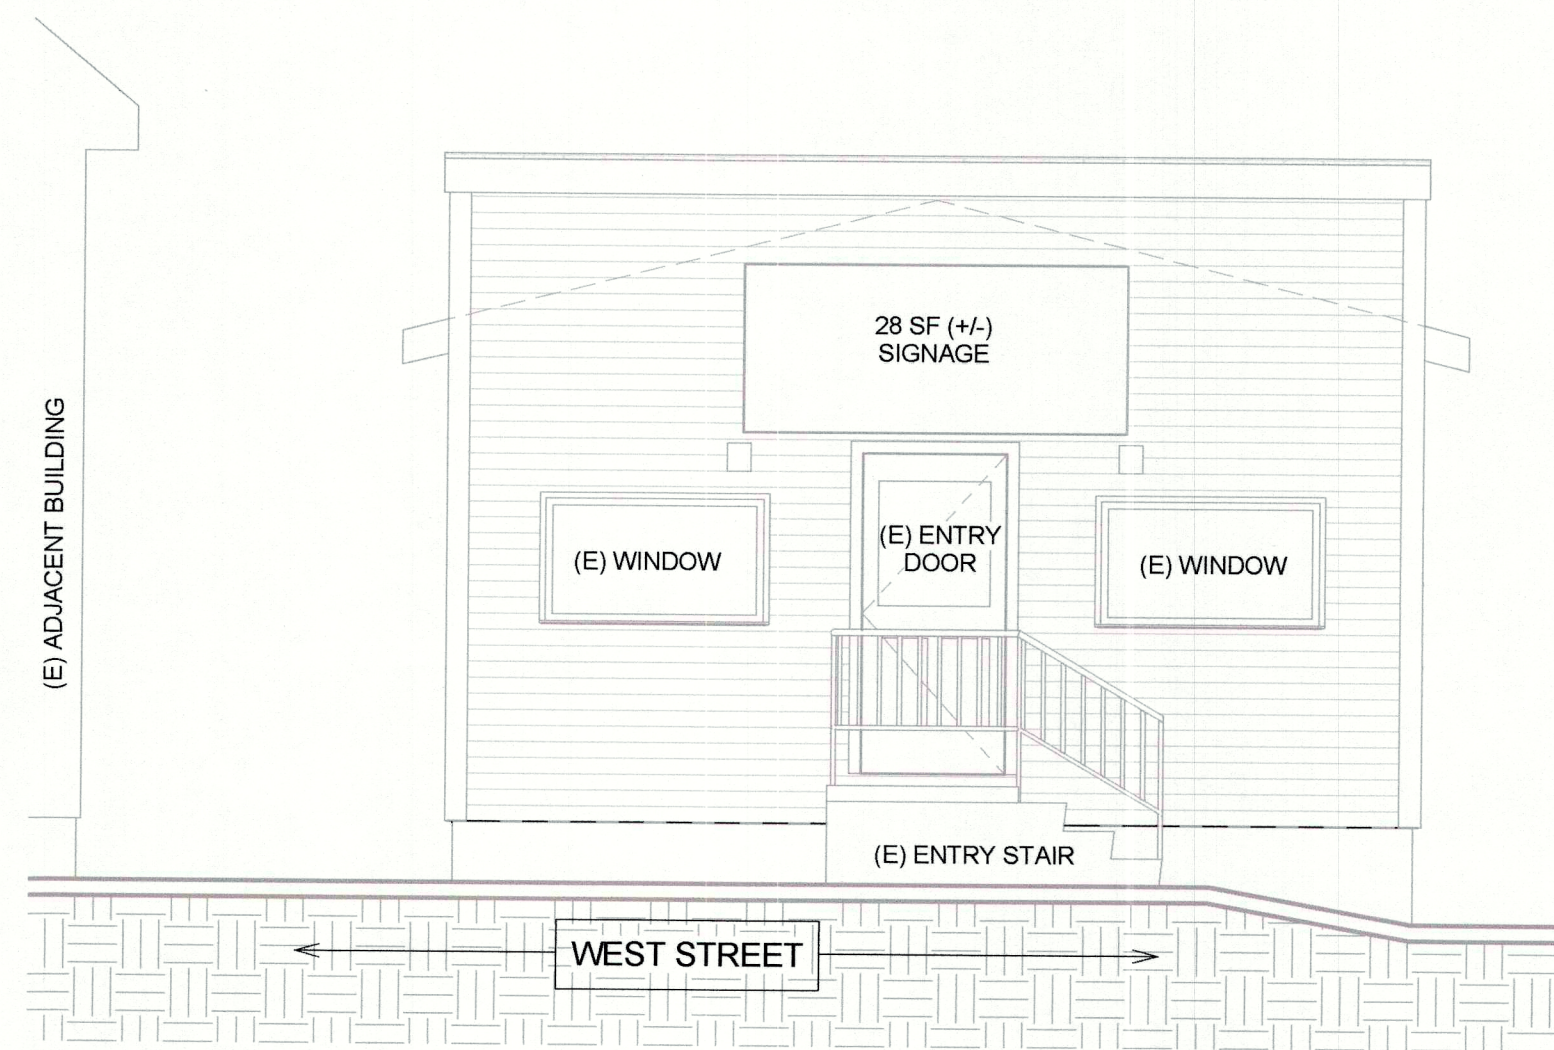 28 SF (+/-)
SIGNAGE
(E) ADJACENT BUILDING
(E) WINDOW
(E) ENTRY
DOOR
(E) WINDOW
(E) ENTRY STAIR
WEST STREET